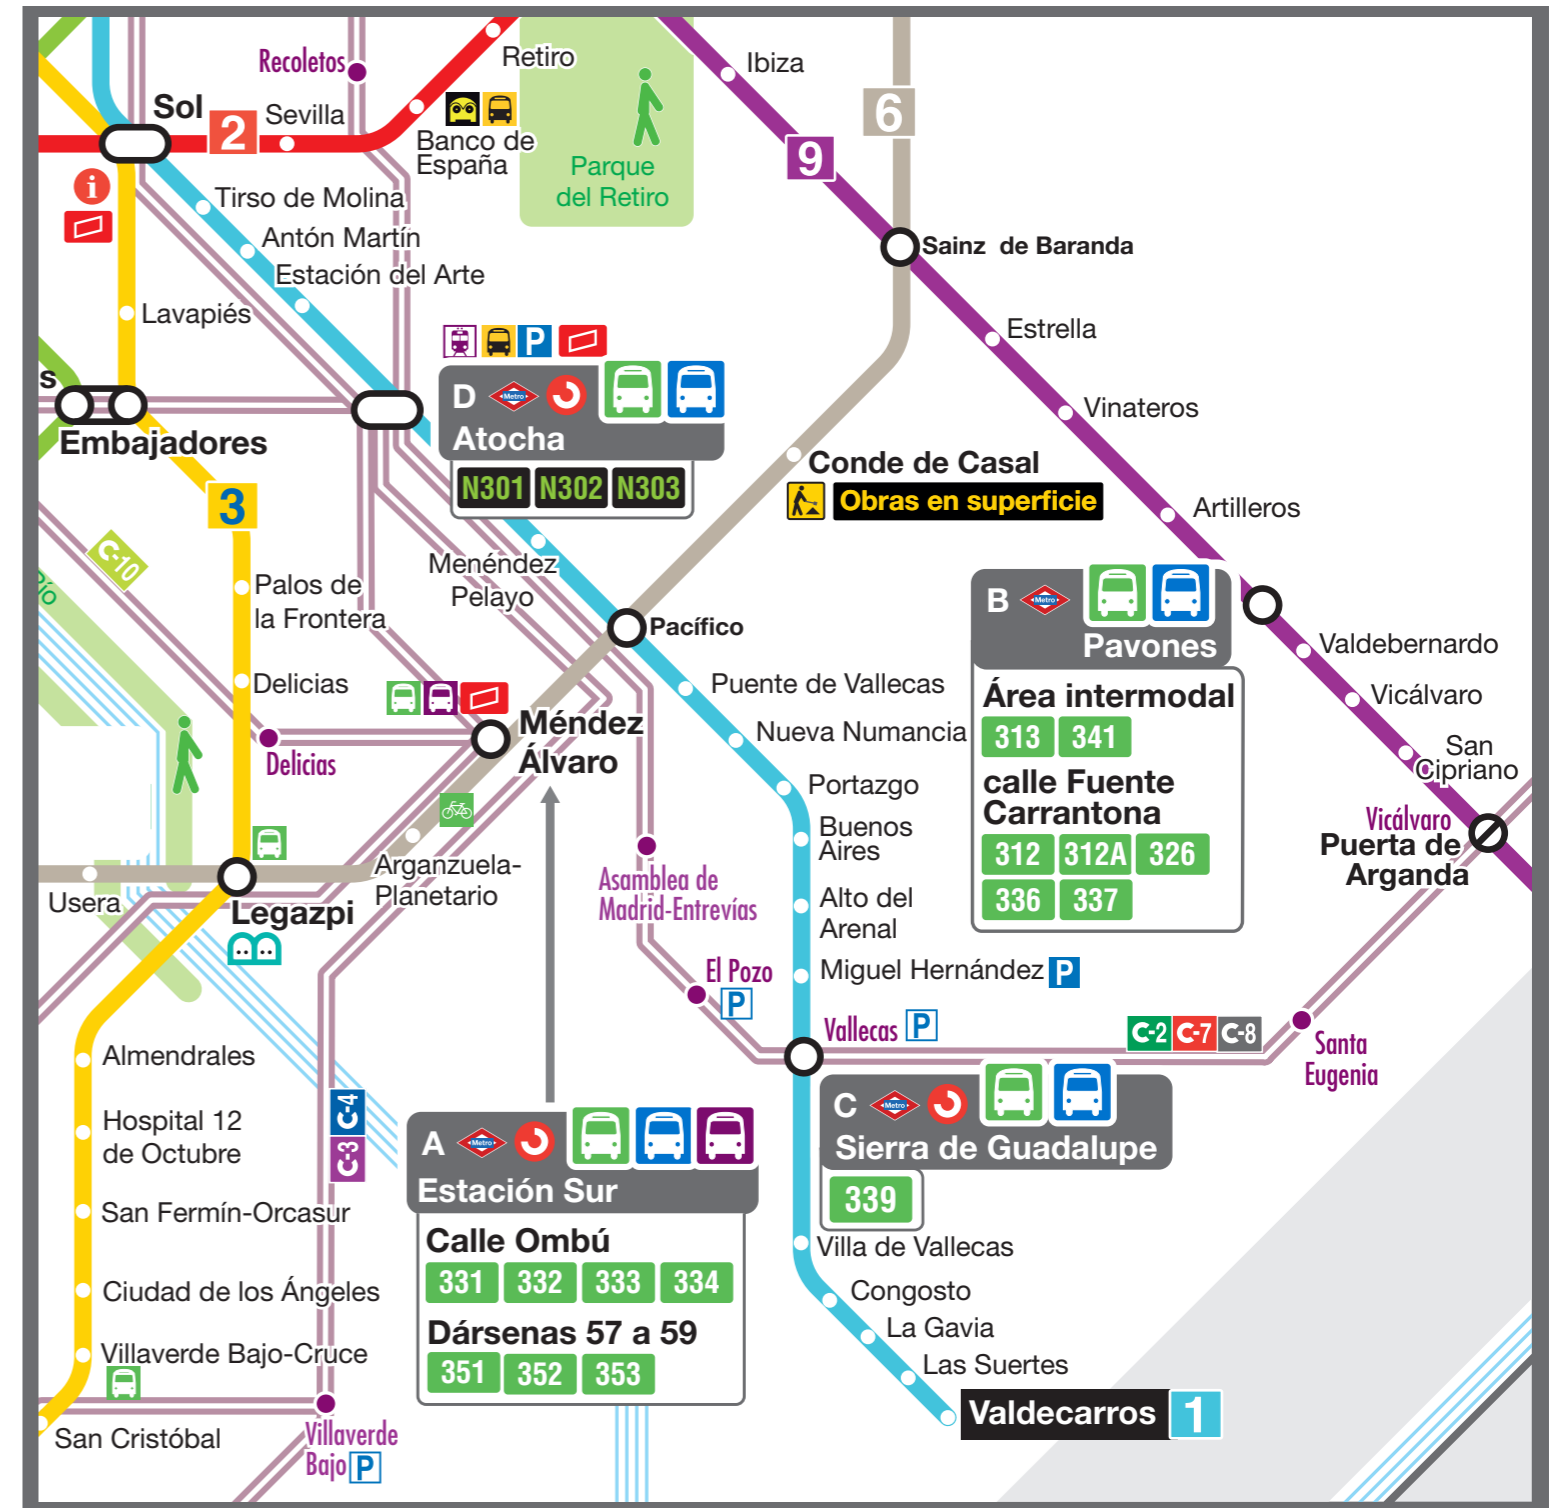 Recoletos
Retiro
Ibiza
Sol
2
Sevilla
6
Banco de
España
9
Parque
del Retiro
i
Tirso de Molina
Antón Martín
Sainz de Baranda
Estación del Arte
Lavapiés
Estrella
P
s
D
Metro
Atocha
N301
N302
N303
Vinateros
Embajadores
Conde de Casal
Obras en superficie
3
Artilleros
C-10
Río
Menéndez
Pelayo
Palos de
la Frontera
Pacífico
B
Metro
Pavones
Área intermodal
313
341
calle Fuente
Carrantona
312
312A
326
336
337
Valdebernardo
Vicálvaro
San
Cipriano
Delicias
Puente de Vallecas
Nueva Numancia
Méndez
Álvaro
Delicias
Portazgo
Buenos
Aires
Vicálvaro
Puerta de
Arganda
Arganzuela-
Planetario
Usera
Legazpi
Asamblea de
Madrid-Entrevías
Alto del
Arenal
El Pozo
P
Miguel Hernández
P
Vallecas
P
C-2
C-7
C-8
Santa
Eugenia
Almendrales
C-4
C-3
Hospital 12
de Octubre
A
Metro
Estación Sur
C
Metro
Sierra de Guadalupe
339
San Fermín-Orcasur
Calle Ombú
331
332
333
334
Dársenas 57 a 59
351
352
353
Villa de Vallecas
Ciudad de los Ángeles
Congosto
La Gavia
Villaverde Bajo-Cruce
Las Suertes
Valdecarros
1
San Cristóbal
Villaverde
Bajo
P